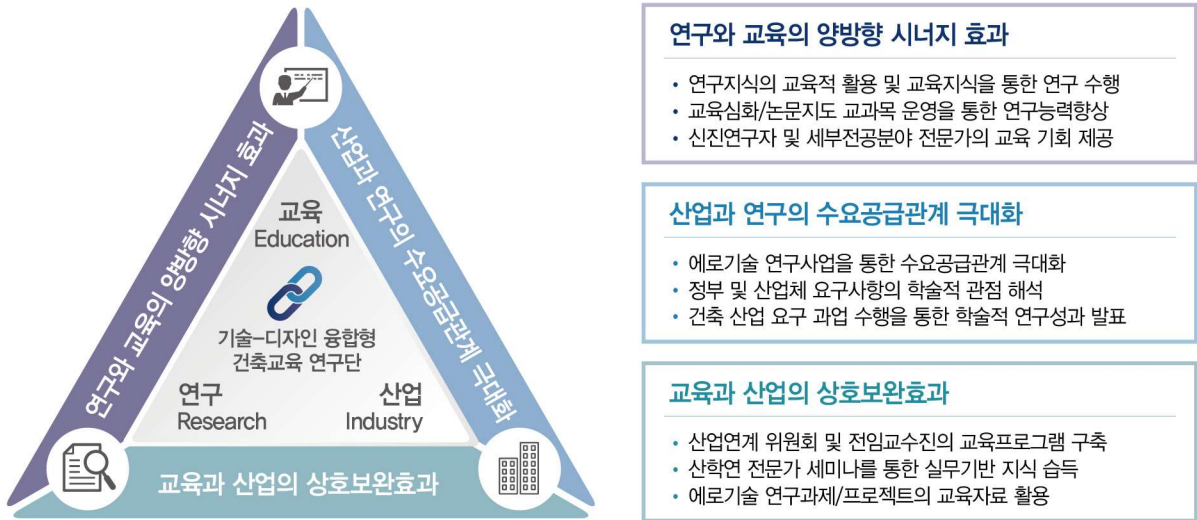 연구와 교육의 양방향 시너지 효과
산업과 연구의 수요공급관계 극대화
교육
Education
기술-디자인 융합형
건축교육 연구단
연구
Research
산업
Industry
교육과 산업의 상호보완효과
연구와 교육의 양방향 시너지 효과
• 연구지식의 교육적 활용 및 교육지식을 통한 연구 수행
• 교육심화/논문지도 교과목 운영을 통한 연구능력향상
• 신진연구자 및 세부전공분야 전문가의 교육 기회 제공
산업과 연구의 수요공급관계 극대화
• 에로기술 연구사업을 통한 수요공급관계 극대화
• 정부 및 산업체 요구사항의 학술적 관점 해석
• 건축 산업 요구 과업 수행을 통한 학술적 연구성과 발표
교육과 산업의 상호보완효과
• 산업연계 위원회 및 전임교수진의 교육프로그램 구축
• 산학연 전문가 세미나를 통한 실무기반 지식 습득
• 에로기술 연구과제/프로젝트의 교육자료 활용